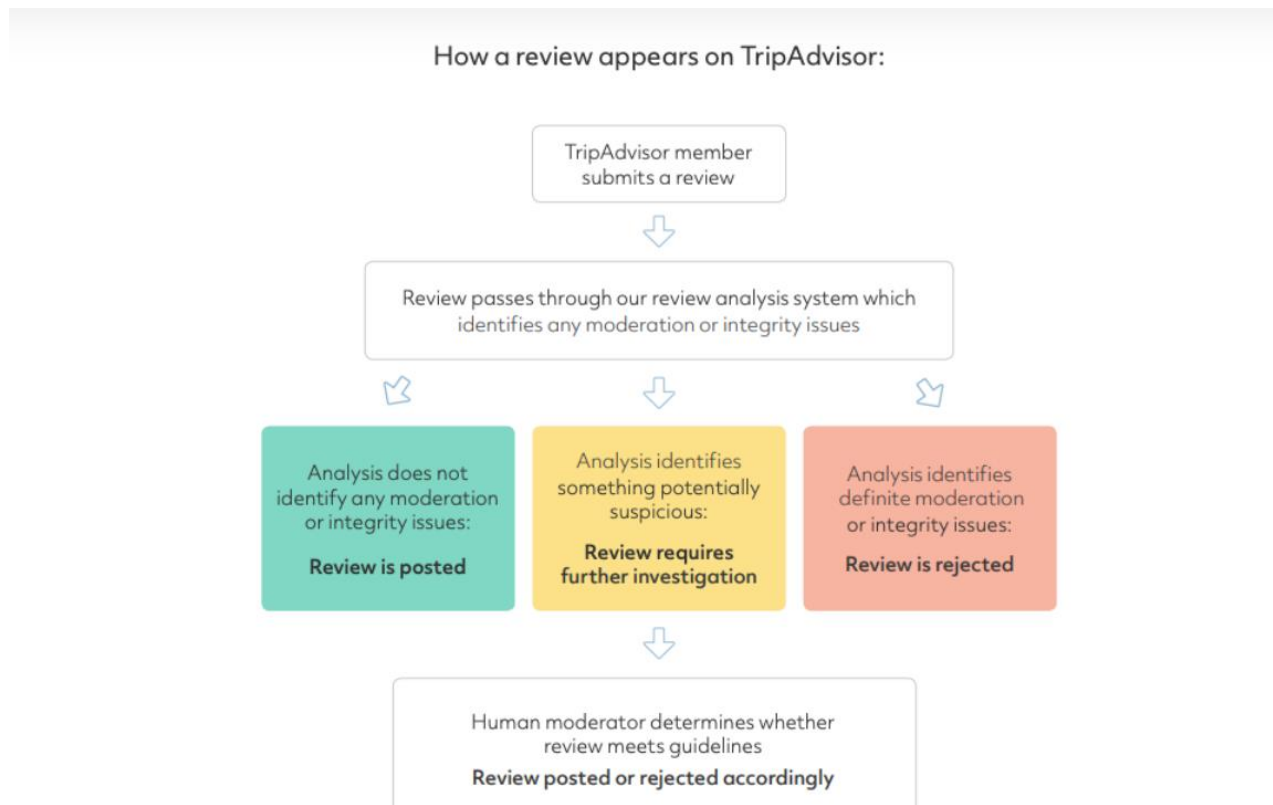 How a review appears on TripAdvisor:
TripAdvisor member
submits a review
Review passes through our review analysis system which
identifies any moderation or integrity issues
Analysis does not
identify any moderation
or integrity issues:
Review is posted
Analysis identifies
something potentially
suspicious:
Review requires
further investigation
Analysis identifies
definite moderation
or integrity issues:
Review is rejected
Human moderator determines whether
review meets guidelines
Review posted or rejected accordingly